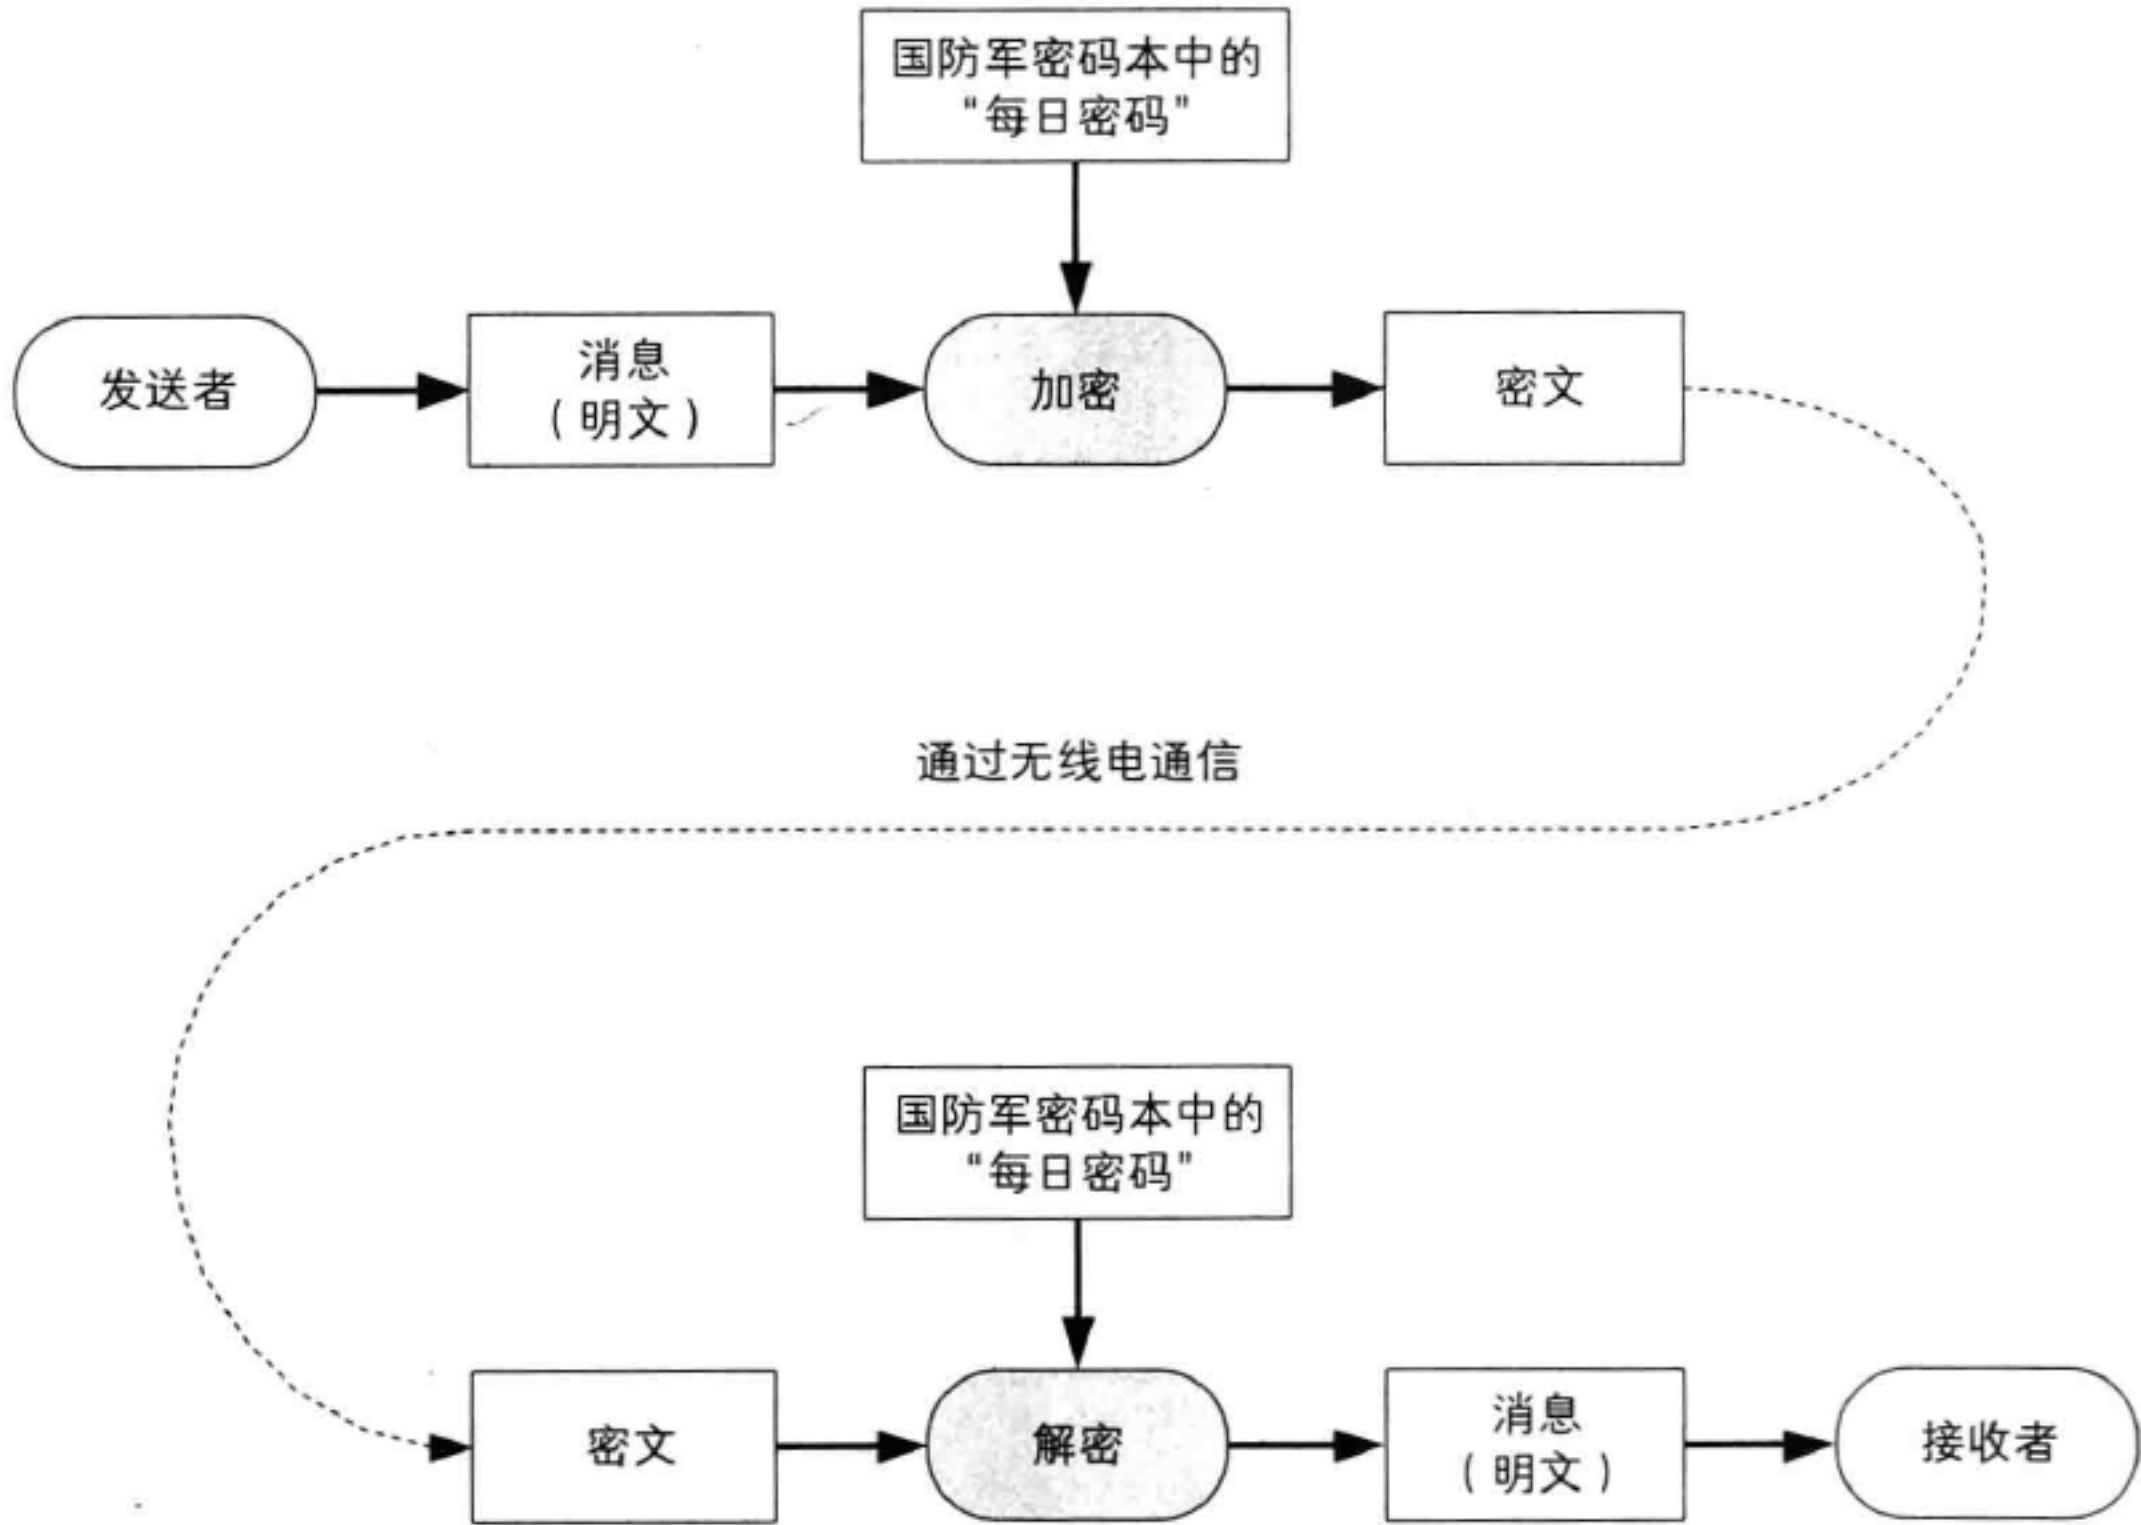 国防军密码本中的
“每日密码”
发送者
消息
（明文）
加密
密文
通过无线电通信
国防军密码本中的
“每日密码”
密文
解密
消息
（明文）
接收者